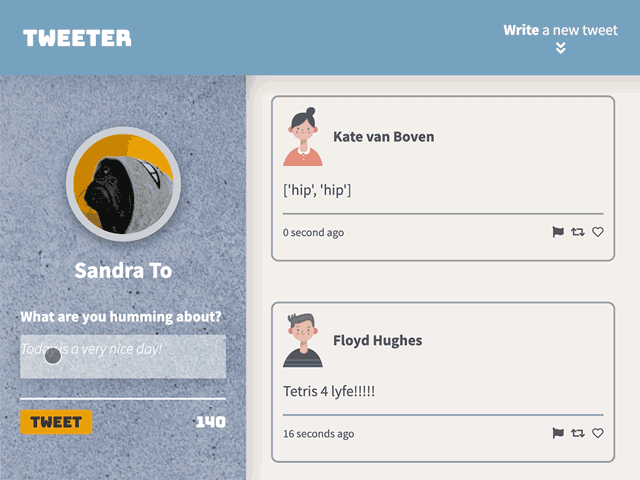 TWEETER
Write a new tweet
Sandra To
What are you humming about?
Today is a very nice day!
TWEET
140
Kate van Boven
['hip', 'hip']
0 second ago
Floyd Hughes
Tetris 4 lyfe!!!!!
16 seconds ago